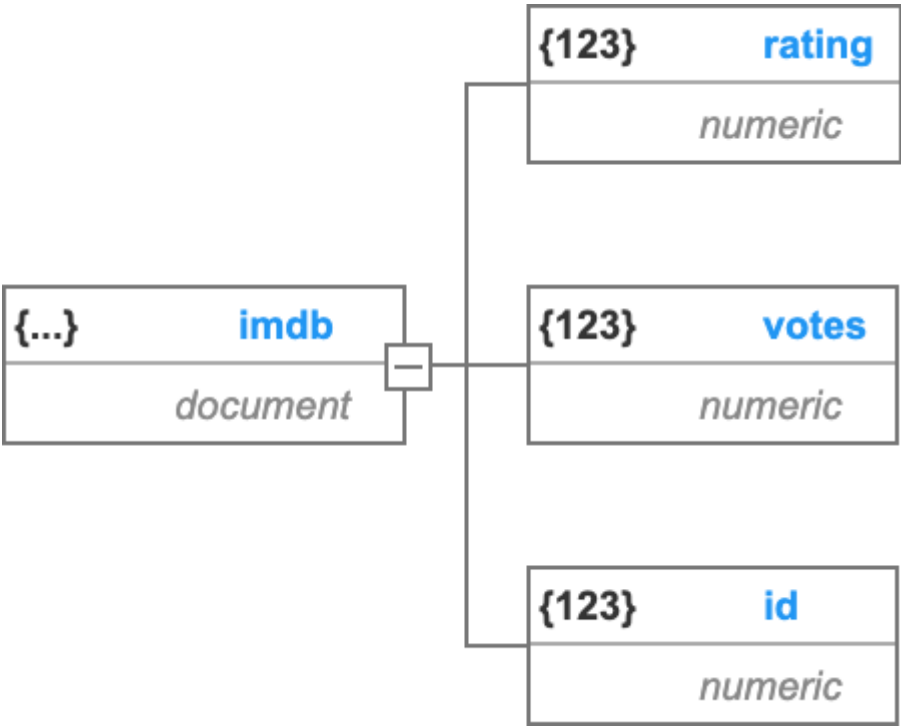 {123} rating
numeric
{...} imdb
document
{123} votes
numeric
{123} id
numeric